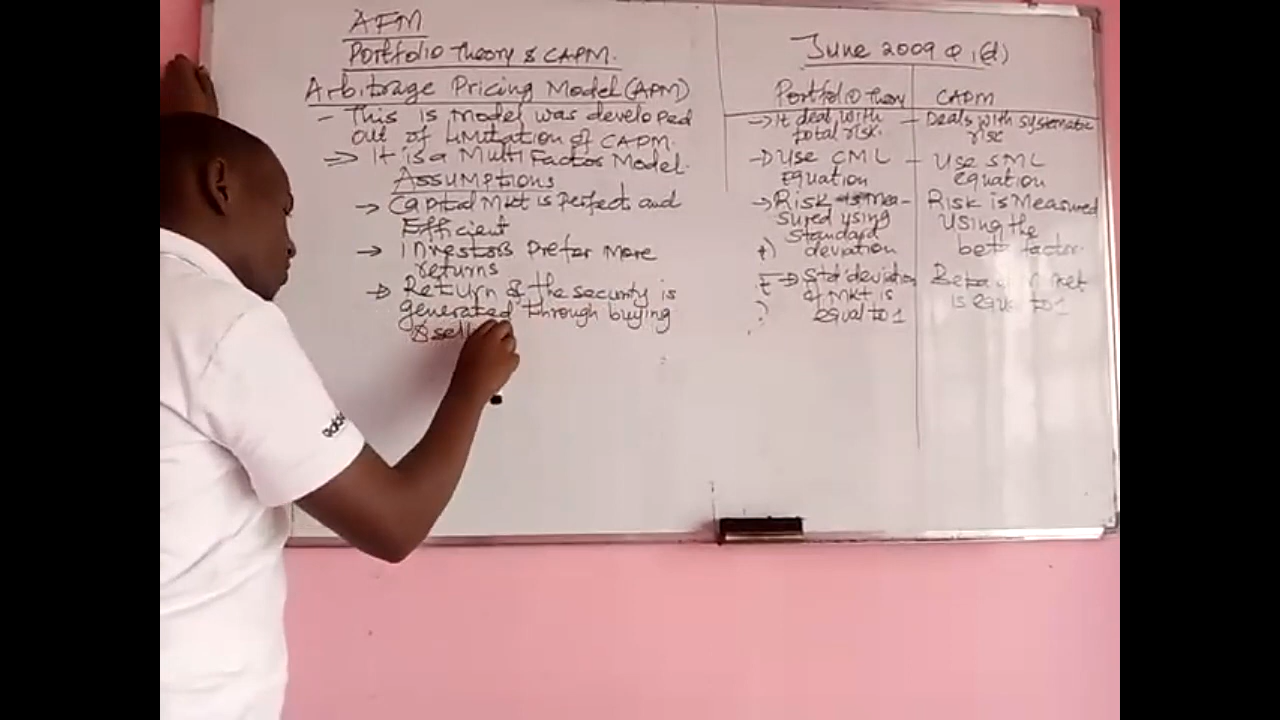 AFM
Portfolio Theory & CAPM.
Arbitrage Pricing Model (APM)
- This is Model was developed
out of limitation of CAPM.
=> It is a Multi Factor Model.
Assumptions
-> Capital Mkt is Perfect and
Efficient
-> Investors Prefer More
returns
-> Return of the security is
generated through buying
& sell
June 2009 Q 1(d)
Portfolio Theory
-> It deal with
total risk.
-> Use CML
Equation
-> Risk is Mea-
sured using
Standard
deviation
-> Std deviation
of Mkt is
equal to 1
CAPM
- Deals with systematic
risk
- Use SML
equation
Risk is Measured
Using the
beta factor.
Beta
is equal to 1
adidas